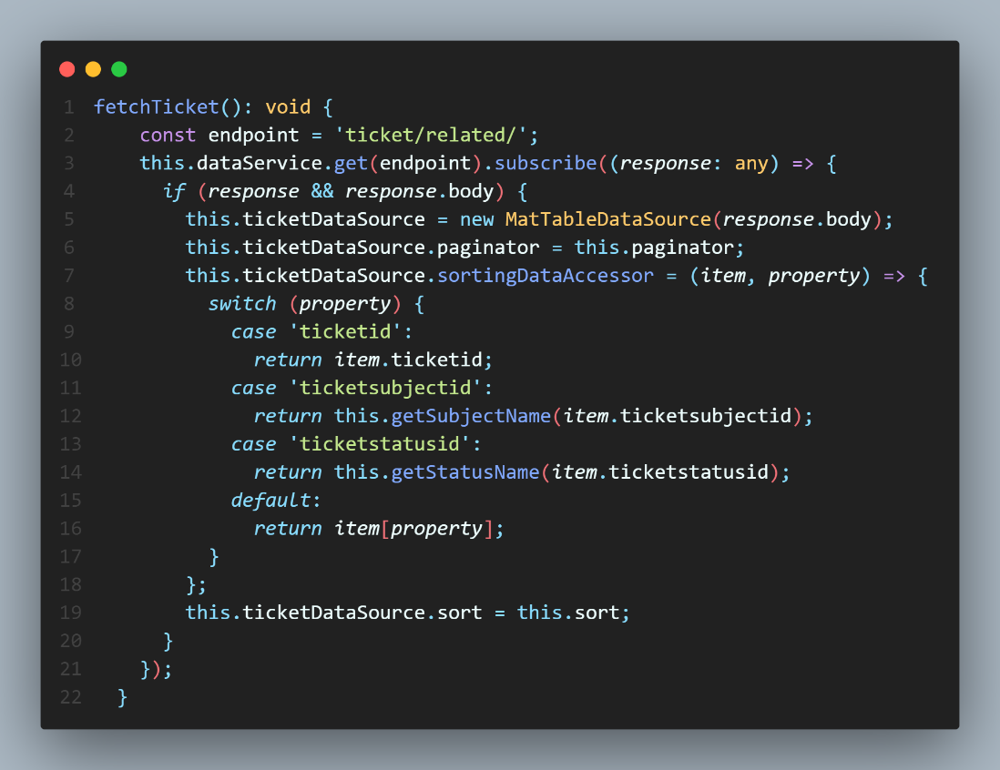 1 fetchTicket(): void {
2     const endpoint = 'ticket/related/';
3     this.dataService.get(endpoint).subscribe((response: any) => {
4       if (response && response.body) {
5         this.ticketDataSource = new MatTableDataSource(response.body);
6         this.ticketDataSource.paginator = this.paginator;
7         this.ticketDataSource.sortingDataAccessor = (item, property) => {
8           switch (property) {
9             case 'ticketid':
10               return item.ticketid;
11             case 'ticketsubjectid':
12               return this.getSubjectName(item.ticketsubjectid);
13             case 'ticketstatusid':
14               return this.getStatusName(item.ticketstatusid);
15             default:
16               return item[property];
17           }
18         };
19         this.ticketDataSource.sort = this.sort;
20       }
21     });
22   }